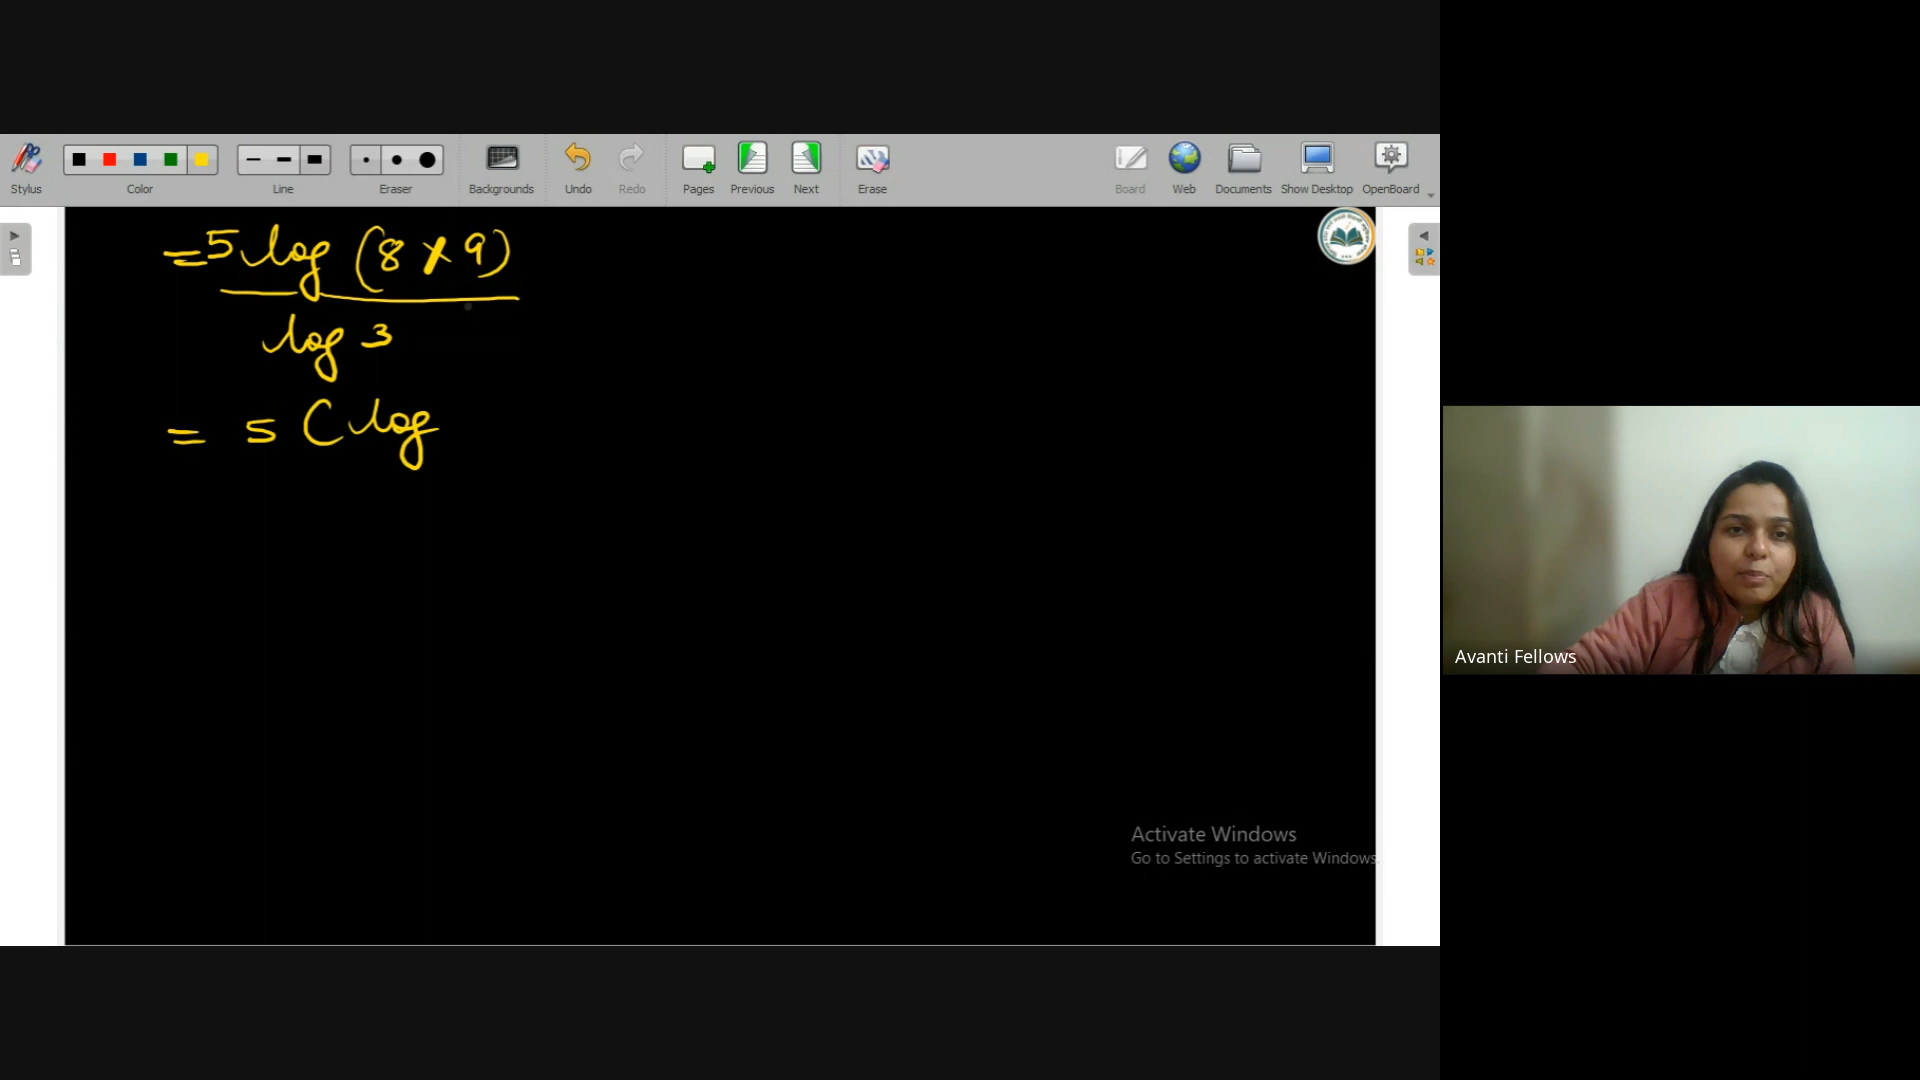 Stylus Color Line Eraser Backgrounds Undo Redo Pages Previous Next Erase Board Web Documents Show Desktop OpenBoard
=5 log (8 × 9)
log 3
= 5 ( log
Avanti Fellows
Activate Windows
Go to Settings to activate Windows.